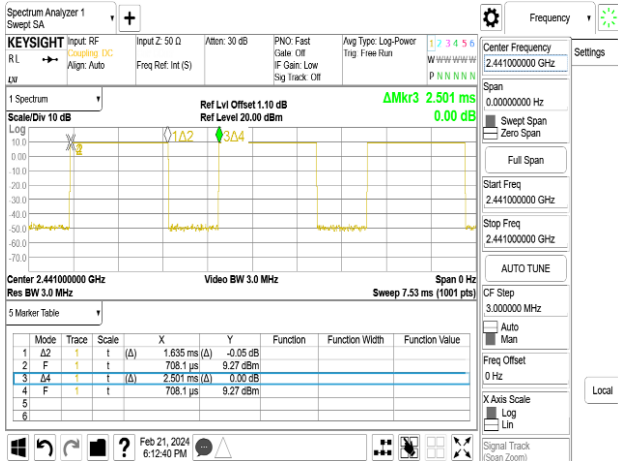 Spectrum Analyzer 1
Swept SA
KEYSIGHT
RL
Input: RF
Coupling: DC
Align: Auto
Input Z: 50 Ω
Freq Ref: Int (S)
Atten: 30 dB
PNO: Fast
Gate: Off
IF Gain: Low
Sig Track: Off
Avg Type: Log-Power
Trig: Free Run
1 2 3 4 5 6
W W W W W W
P N N N N N
LXI
1 Spectrum
Scale/Div 10 dB
Ref Lvl Offset 1.10 dB
Ref Level 20.00 dBm
ΔMkr3 2.501 ms
0.00 dB
Log
10.0
0.00
-10.0
-20.0
-30.0
-40.0
-50.0
-60.0
-70.0
1Δ2
3Δ4
Center 2.441000000 GHz
Video BW 3.0 MHz
Span 0 Hz
Res BW 3.0 MHz
Sweep 7.53 ms (1001 pts)
5 Marker Table
Mode Trace Scale X Y Function Function Width Function Value
1 Δ2 1 t (Δ) 1.635 ms (Δ) -0.05 dB
2 F 1 t 708.1 µs 9.27 dBm
3 Δ4 1 t (Δ) 2.501 ms (Δ) 0.00 dB
4 F 1 t 708.1 µs 9.27 dBm
5
6
Feb 21, 2024
6:12:40 PM
Frequency
Settings
Center Frequency
2.441000000 GHz
Span
0.00000000 Hz
Swept Span
Zero Span
Full Span
Start Freq
2.441000000 GHz
Stop Freq
2.441000000 GHz
AUTO TUNE
CF Step
3.000000 MHz
Auto
Man
Freq Offset
0 Hz
X Axis Scale
Log
Lin
Signal Track
(Span Zoom)
Local